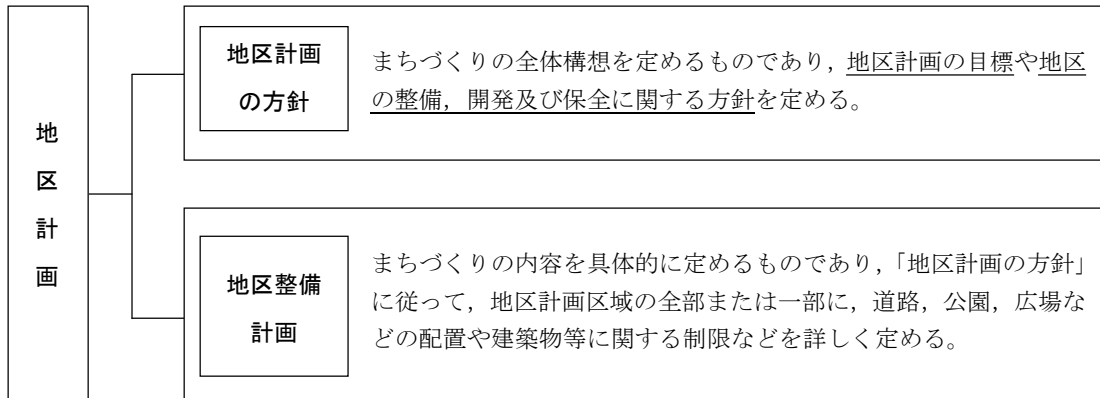 地区計画
地区計画
の方針
まちづくりの全体構想を定めるものであり，地区計画の目標や地区
の整備，開発及び保全に関する方針を定める。
地区整備
計画
まちづくりの内容を具体的に定めるものであり，「地区計画の方針」
に従って，地区計画区域の全部または一部に，道路，公園，広場な
どの配置や建築物等に関する制限などを詳しく定める。